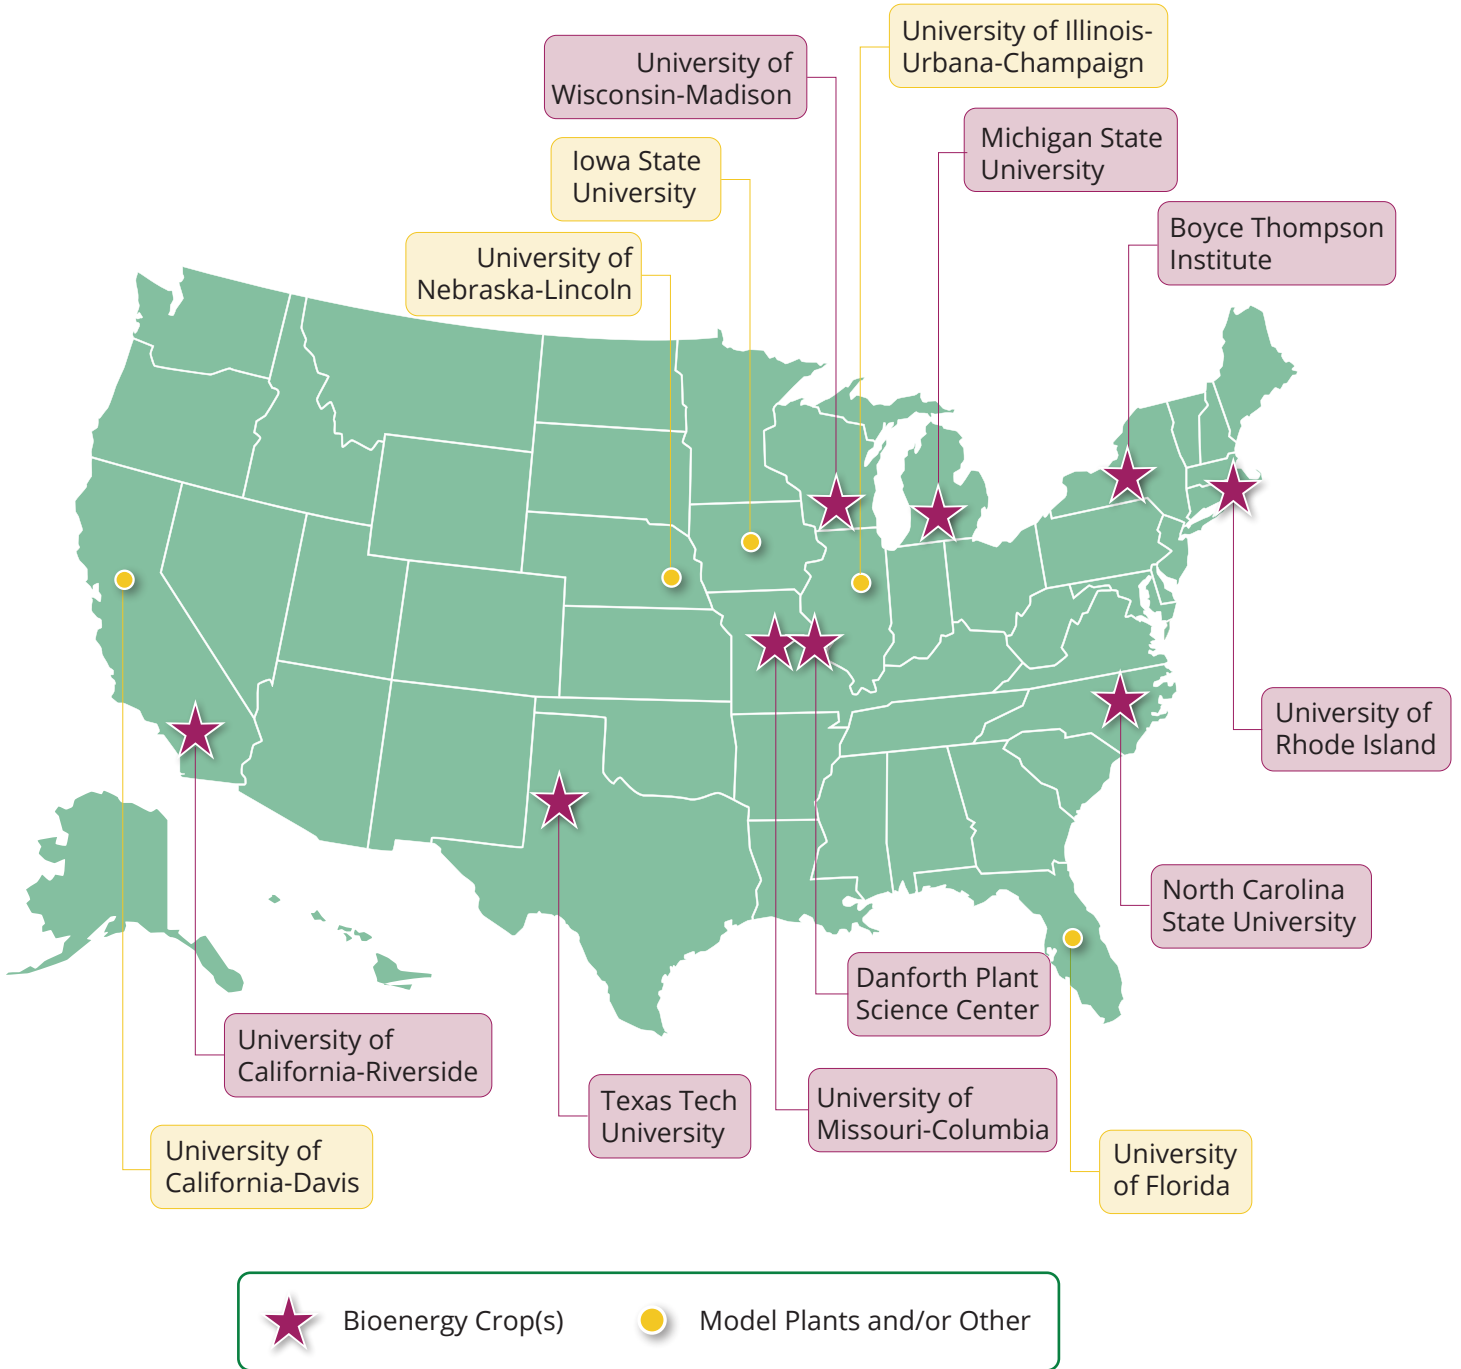 University of Illinois-
Urbana-Champaign
University of
Wisconsin-Madison
Michigan State
University
Iowa State
University
Boyce Thompson
Institute
University of
Nebraska-Lincoln
University of
Rhode Island
North Carolina
State University
Danforth Plant
Science Center
University of
California-Riverside
Texas Tech
University
University of
Missouri-Columbia
University of
California-Davis
University
of Florida
Bioenergy Crop(s)
Model Plants and/or Other